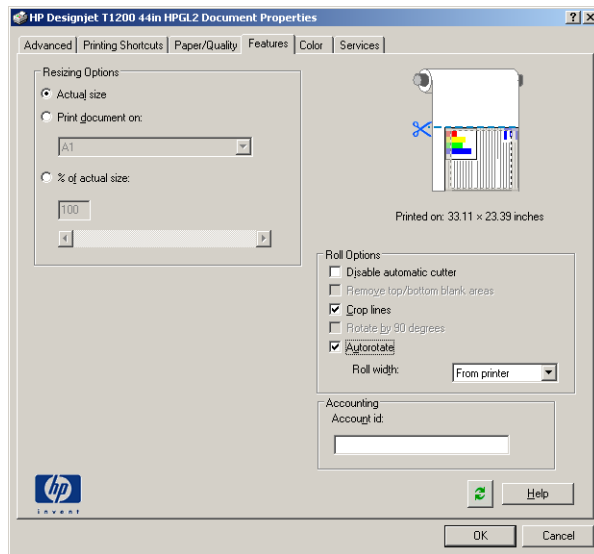 HP Designjet T1200 44in HPGL2 Document Properties
Advanced Printing Shortcuts Paper/Quality Features Color Services
Resizing Options
Actual size
Print document on:
A1
% of actual size:
100
Printed on: 33.11 × 23.39 inches
Roll Options
Disable automatic cutter
Remove top/bottom blank areas
Crop lines
Rotate by 90 degrees
Autorotate
Roll width: From printer
Accounting
Account id:
hp
invent
Help
OK Cancel